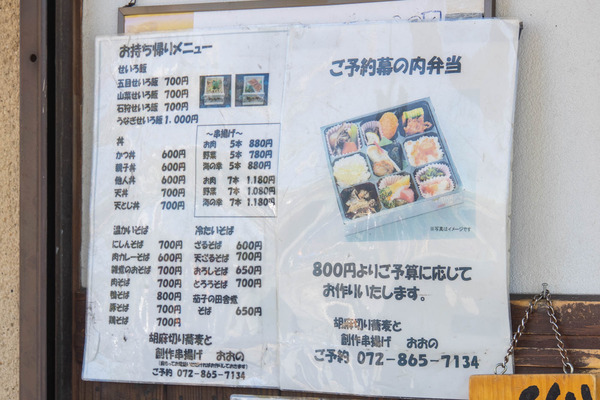 お持ち帰りメニュー
せいろ飯
五目せいろ飯 700円
山菜せいろ飯 700円
石狩せいろ飯 700円
うなぎせいろ飯 1,000円
丼
かつ丼 600円
親子丼 600円
他人丼 600円
天丼 700円
天とじ丼 700円
～串揚げ～
お肉 5本 880円
野菜 5本 780円
海の幸 5本 880円
お肉 7本 1,180円
野菜 7本 1,080円
海の幸 7本 1,180円
温かいそば
にしんそば 700円
肉カレーそば 600円
雑煮のおそば 700円
肉そば 700円
鴨そば 650円
豚そば 700円
鶏そば 700円
冷たいそば
ざるそば 600円
天ざるそば 700円
おろしそば 650円
とろろそば 700円
茄子の田舎煮
そば 650円
胡麻切り蕎麦と
創作串揚げ おおの
ご予約 072-865-7134
ご予約幕の内弁当
※写真はイメージです
800円よりご予算に応じて
お作りいたします。
胡麻切り蕎麦と
創作串揚げ おおの
ご予約 072-865-7134